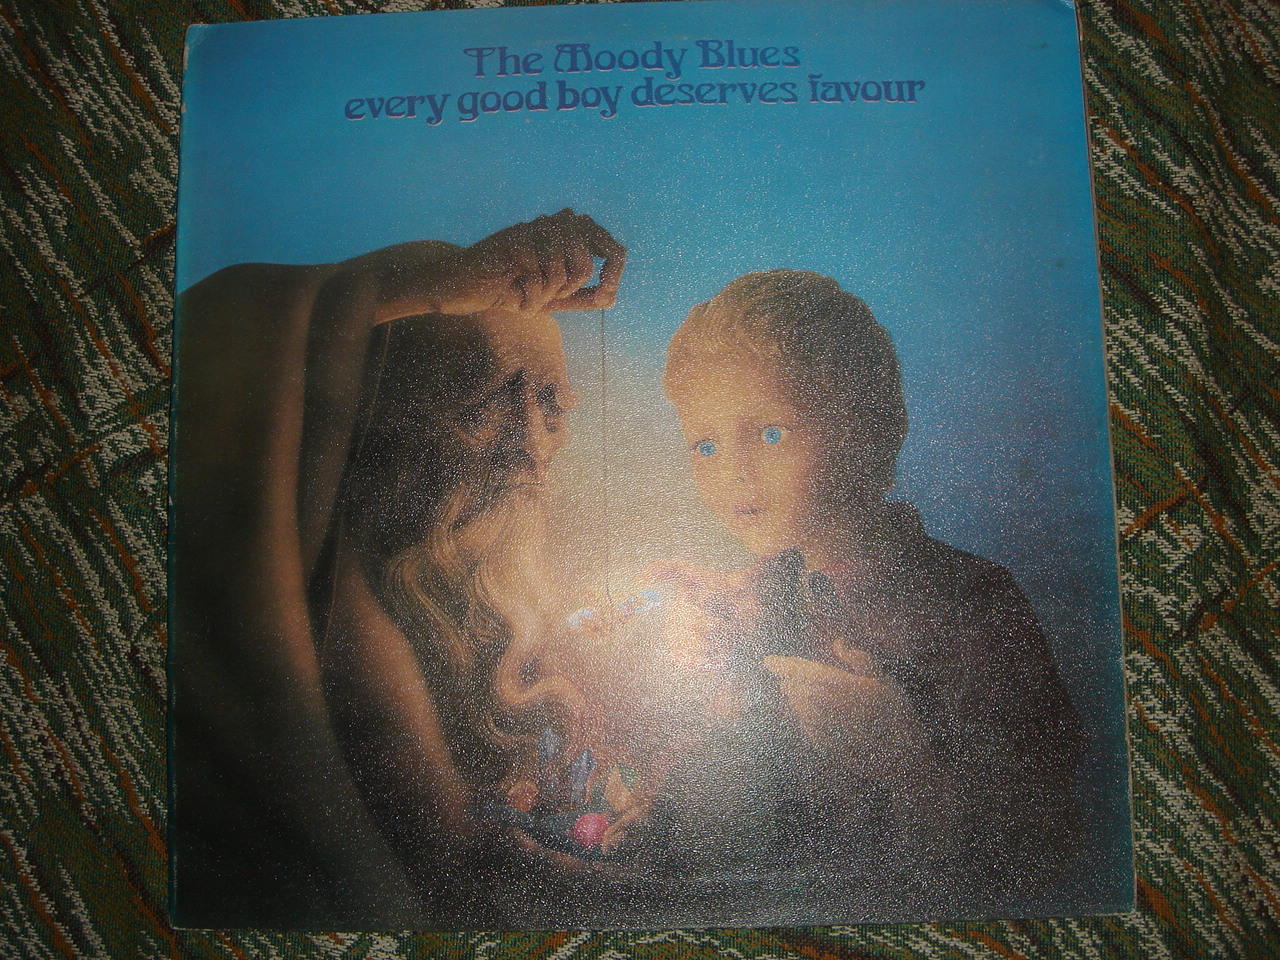 The Moody Blues
every good boy deserves favour